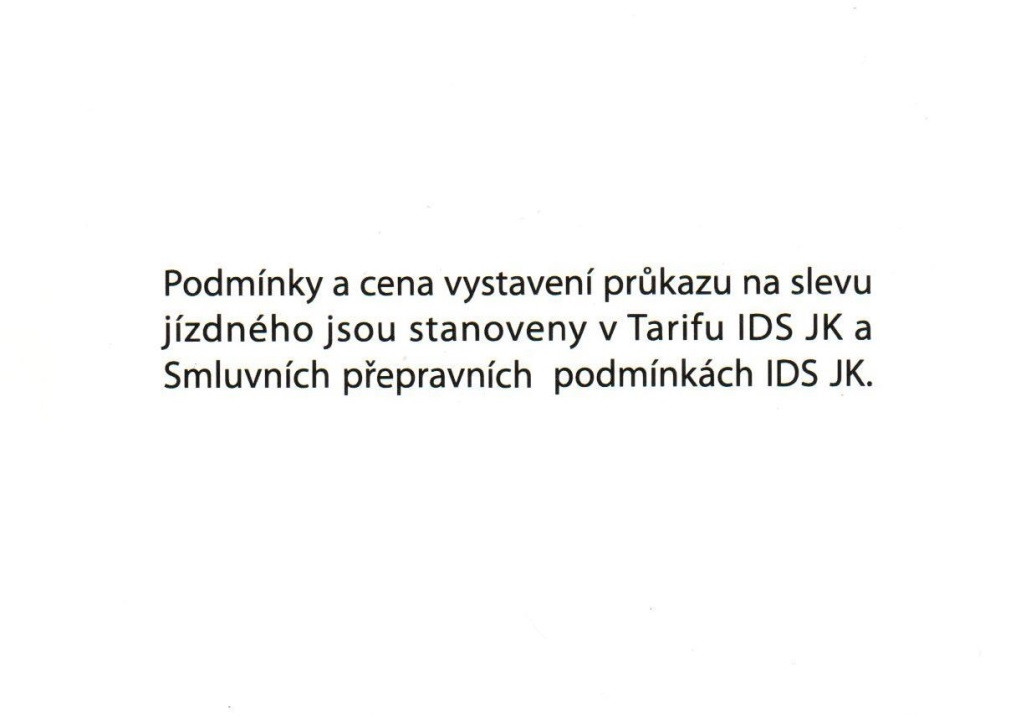 Podmínky a cena vystavení průkazu na slevu
jízdného jsou stanoveny v Tarifu IDS JK a
Smluvních přepravních podmínkách IDS JK.